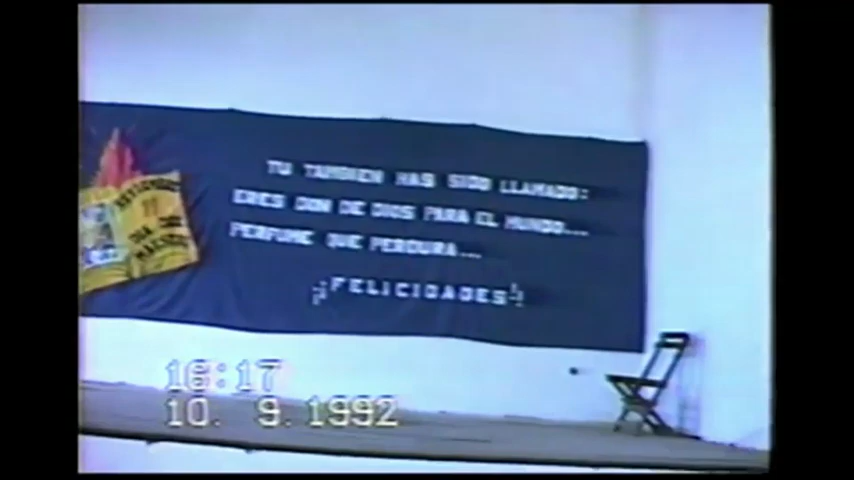 TU TAMBIEN HAS SIDO LLAMADO:
ERES DON DE DIOS PARA EL MUNDO...
PERFUME QUE PERDURA...
¡¡FELICIDADES!!
DIA
16:17
10. 9.1992